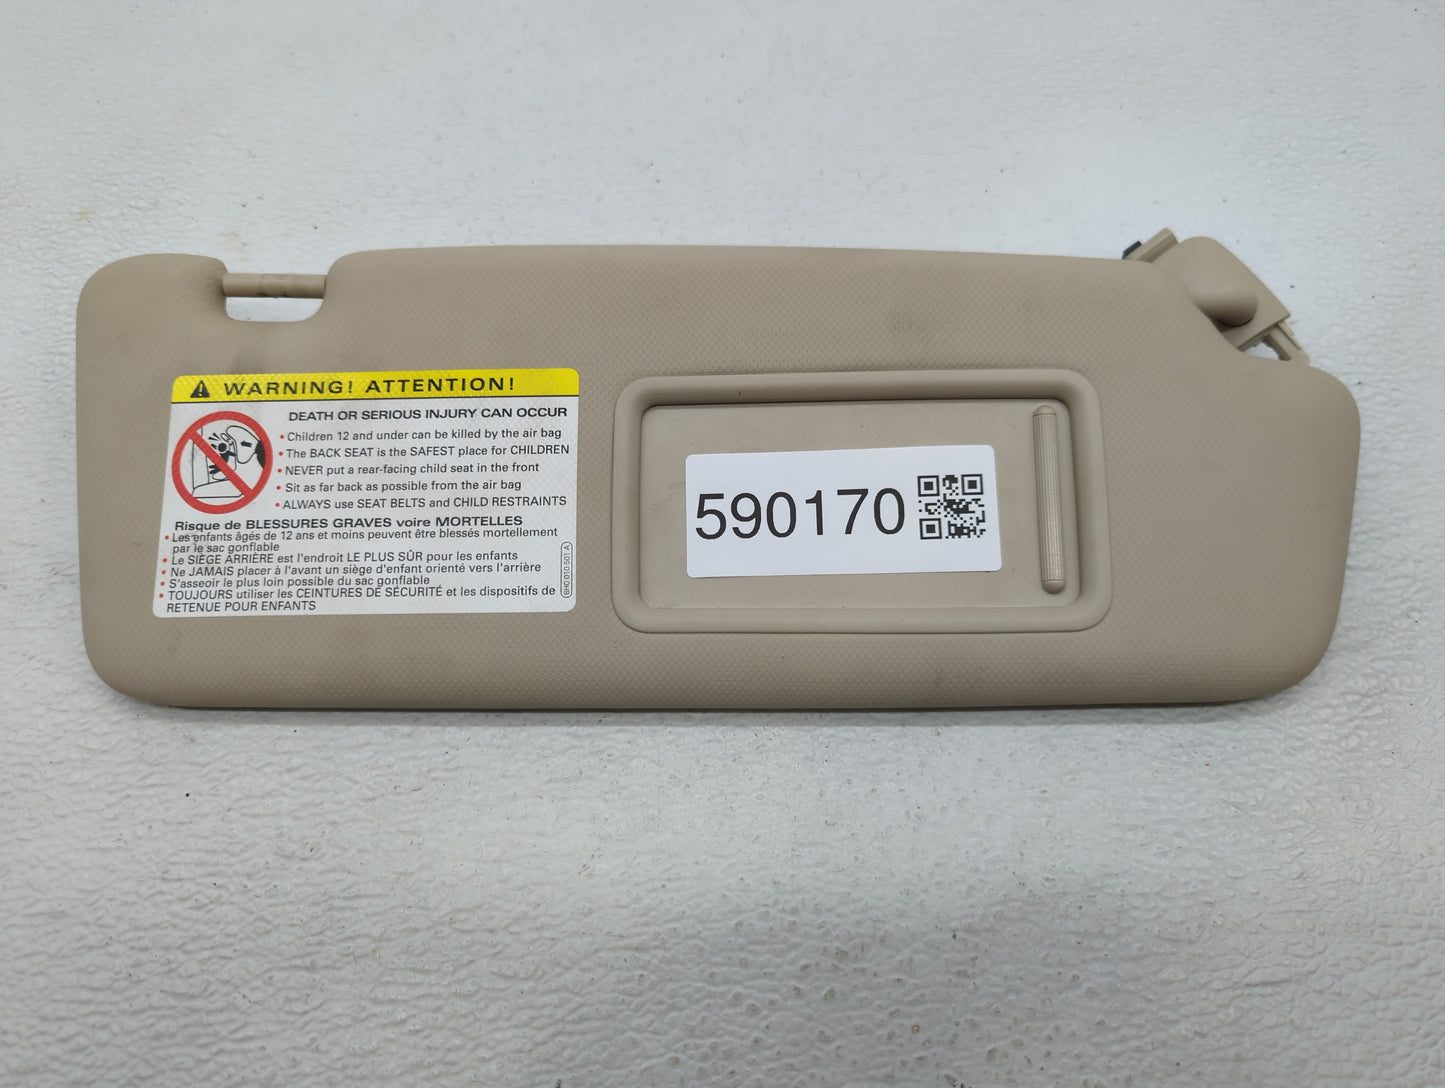 WARNING! ATTENTION!
DEATH OR SERIOUS INJURY CAN OCCUR
• Children 12 and under can be killed by the air bag
• The BACK SEAT is the SAFEST place for CHILDREN
• NEVER put a rear-facing child seat in the front
• Sit as far back as possible from the air bag
• ALWAYS use SEAT BELTS and CHILD RESTRAINTS
Risque de BLESSURES GRAVES voire MORTELLES
• Les enfants âgés de 12 ans et moins peuvent être blessés mortellement
par le sac gonflable
• Le SIÈGE ARRIÈRE est l'endroit LE PLUS SÛR pour les enfants
• Ne JAMAIS placer à l'avant un siège d'enfant orienté vers l'arrière
• S'asseoir le plus loin possible du sac gonflable
• TOUJOURS utiliser les CEINTURES DE SÉCURITÉ et les dispositifs de
RETENUE POUR ENFANTS
8H0 010 501 A
590170